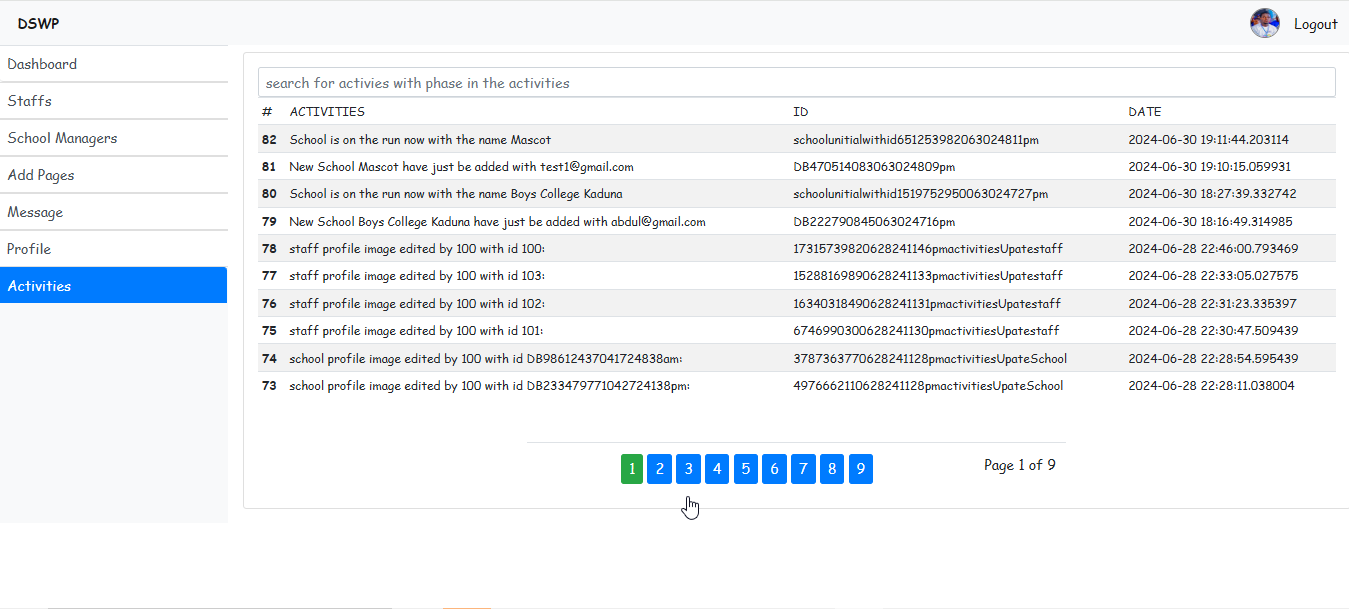 DSWP
Logout
Dashboard
Staffs
School Managers
Add Pages
Message
Profile
Activities
search for activies with phase in the activities
# ACTIVITIES ID DATE
82 School is on the run now with the name Mascot schoolunitialwithid651253982063024811pm 2024-06-30 19:11:44.203114
81 New School Mascot have just be added with test1@gmail.com DB470514083063024809pm 2024-06-30 19:10:15.059931
80 School is on the run now with the name Boys College Kaduna schoolunitialwithid1519752950063024727pm 2024-06-30 18:27:39.332742
79 New School Boys College Kaduna have just be added with abdul@gmail.com DB222790845063024716pm 2024-06-30 18:16:49.314985
78 staff profile image edited by 100 with id 100: 17315739820628241146pmactivitiesUpatestaff 2024-06-28 22:46:00.793469
77 staff profile image edited by 100 with id 103: 15288169890628241133pmactivitiesUpatestaff 2024-06-28 22:33:05.027575
76 staff profile image edited by 100 with id 102: 16340318490628241131pmactivitiesUpatestaff 2024-06-28 22:31:23.335397
75 staff profile image edited by 100 with id 101: 6746990300628241130pmactivitiesUpatestaff 2024-06-28 22:30:47.509439
74 school profile image edited by 100 with id DB98612437041724838am: 3787363770628241128pmactivitiesUpateSchool 2024-06-28 22:28:54.595439
73 school profile image edited by 100 with id DB233479771042724138pm: 4976662110628241128pmactivitiesUpateSchool 2024-06-28 22:28:11.038004
1 2 3 4 5 6 7 8 9 Page 1 of 9